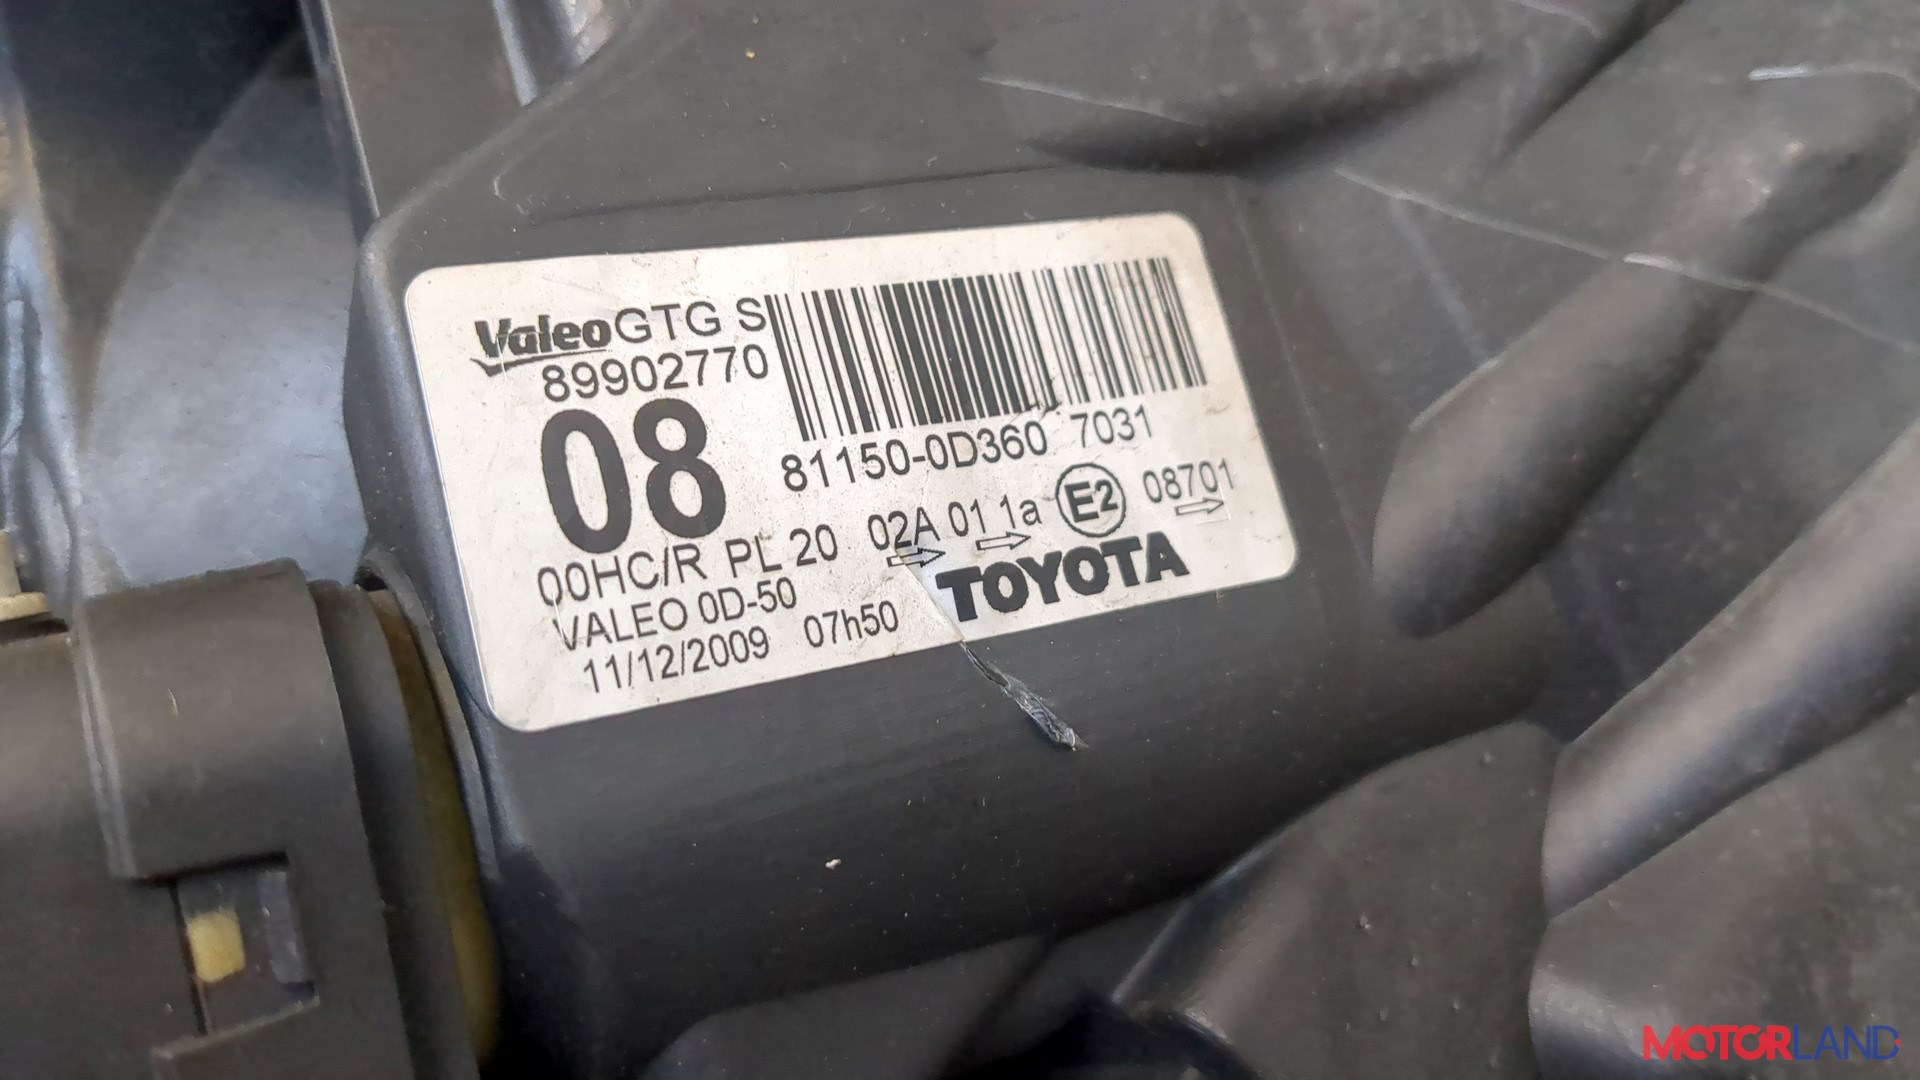 Valeo GTG S
89902770
08
81150-0D360 7031
00HC/R PL 20 02A 01 1a E2 08701
VALEO 0D-50
TOYOTA
11/12/2009 07h50
MOTORLAND